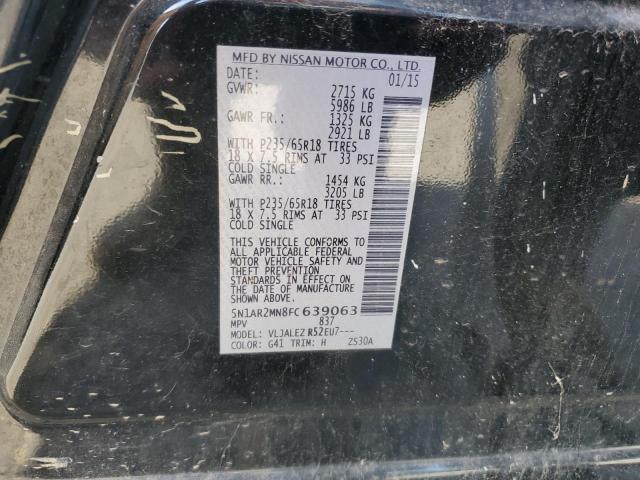 MFD BY NISSAN MOTOR CO., LTD.
DATE: 01/15
GVWR: 2715 KG
5986 LB
GAWR FR.: 1325 KG
2921 LB
WITH P235/65R18 TIRES
18 X 7.5 RIMS AT 33 PSI
COLD SINGLE
GAWR RR.: 1454 KG
3205 LB
WITH P235/65R18 TIRES
18 X 7.5 RIMS AT 33 PSI
COLD SINGLE
THIS VEHICLE CONFORMS TO
ALL APPLICABLE FEDERAL
MOTOR VEHICLE SAFETY AND
THEFT PREVENTION
STANDARDS IN EFFECT ON
THE DATE OF MANUFACTURE
SHOWN ABOVE.
5N1AR2MN8FC639063
MPV 837
MODEL: VLJALEZ R52EU7---
COLOR: G41 TRIM: H ZS30A